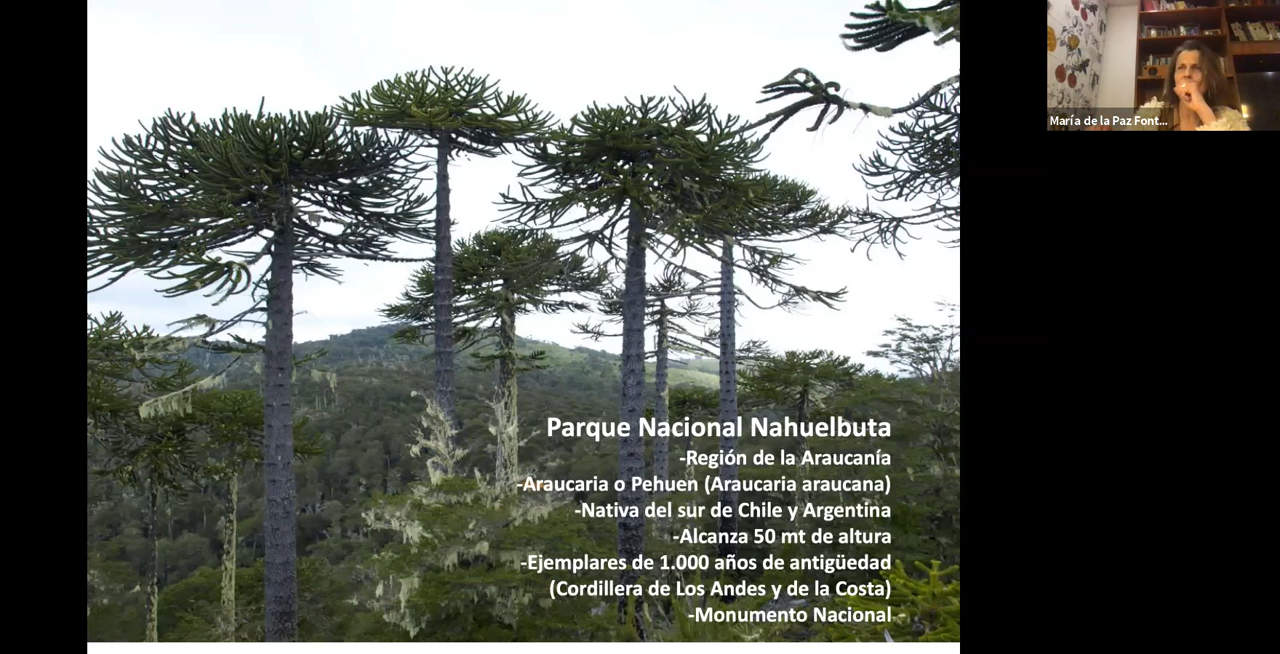 María de la Paz Font...
Parque Nacional Nahuelbuta
-Región de la Araucanía
-Araucaria o Pehuen (Araucaria araucana)
-Nativa del sur de Chile y Argentina
-Alcanza 50 mt de altura
-Ejemplares de 1.000 años de antigüedad
(Cordillera de Los Andes y de la Costa)
-Monumento Nacional